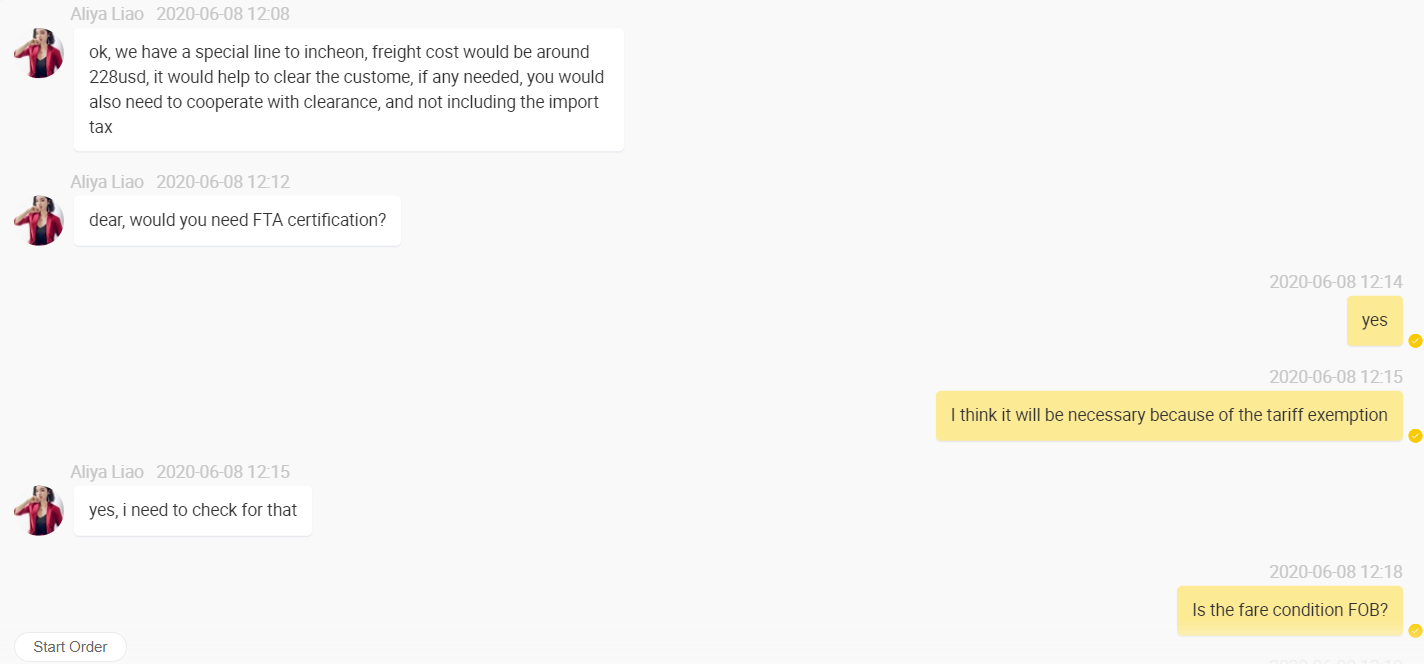 Aliya Liao 2020-06-08 12:08
ok, we have a special line to incheon, freight cost would be around
228usd, it would help to clear the custome, if any needed, you would
also need to cooperate with clearance, and not including the import
tax
Aliya Liao 2020-06-08 12:12
dear, would you need FTA certification?
2020-06-08 12:14
yes
2020-06-08 12:15
I think it will be necessary because of the tariff exemption
Aliya Liao 2020-06-08 12:15
yes, i need to check for that
2020-06-08 12:18
Is the fare condition FOB?
Start Order